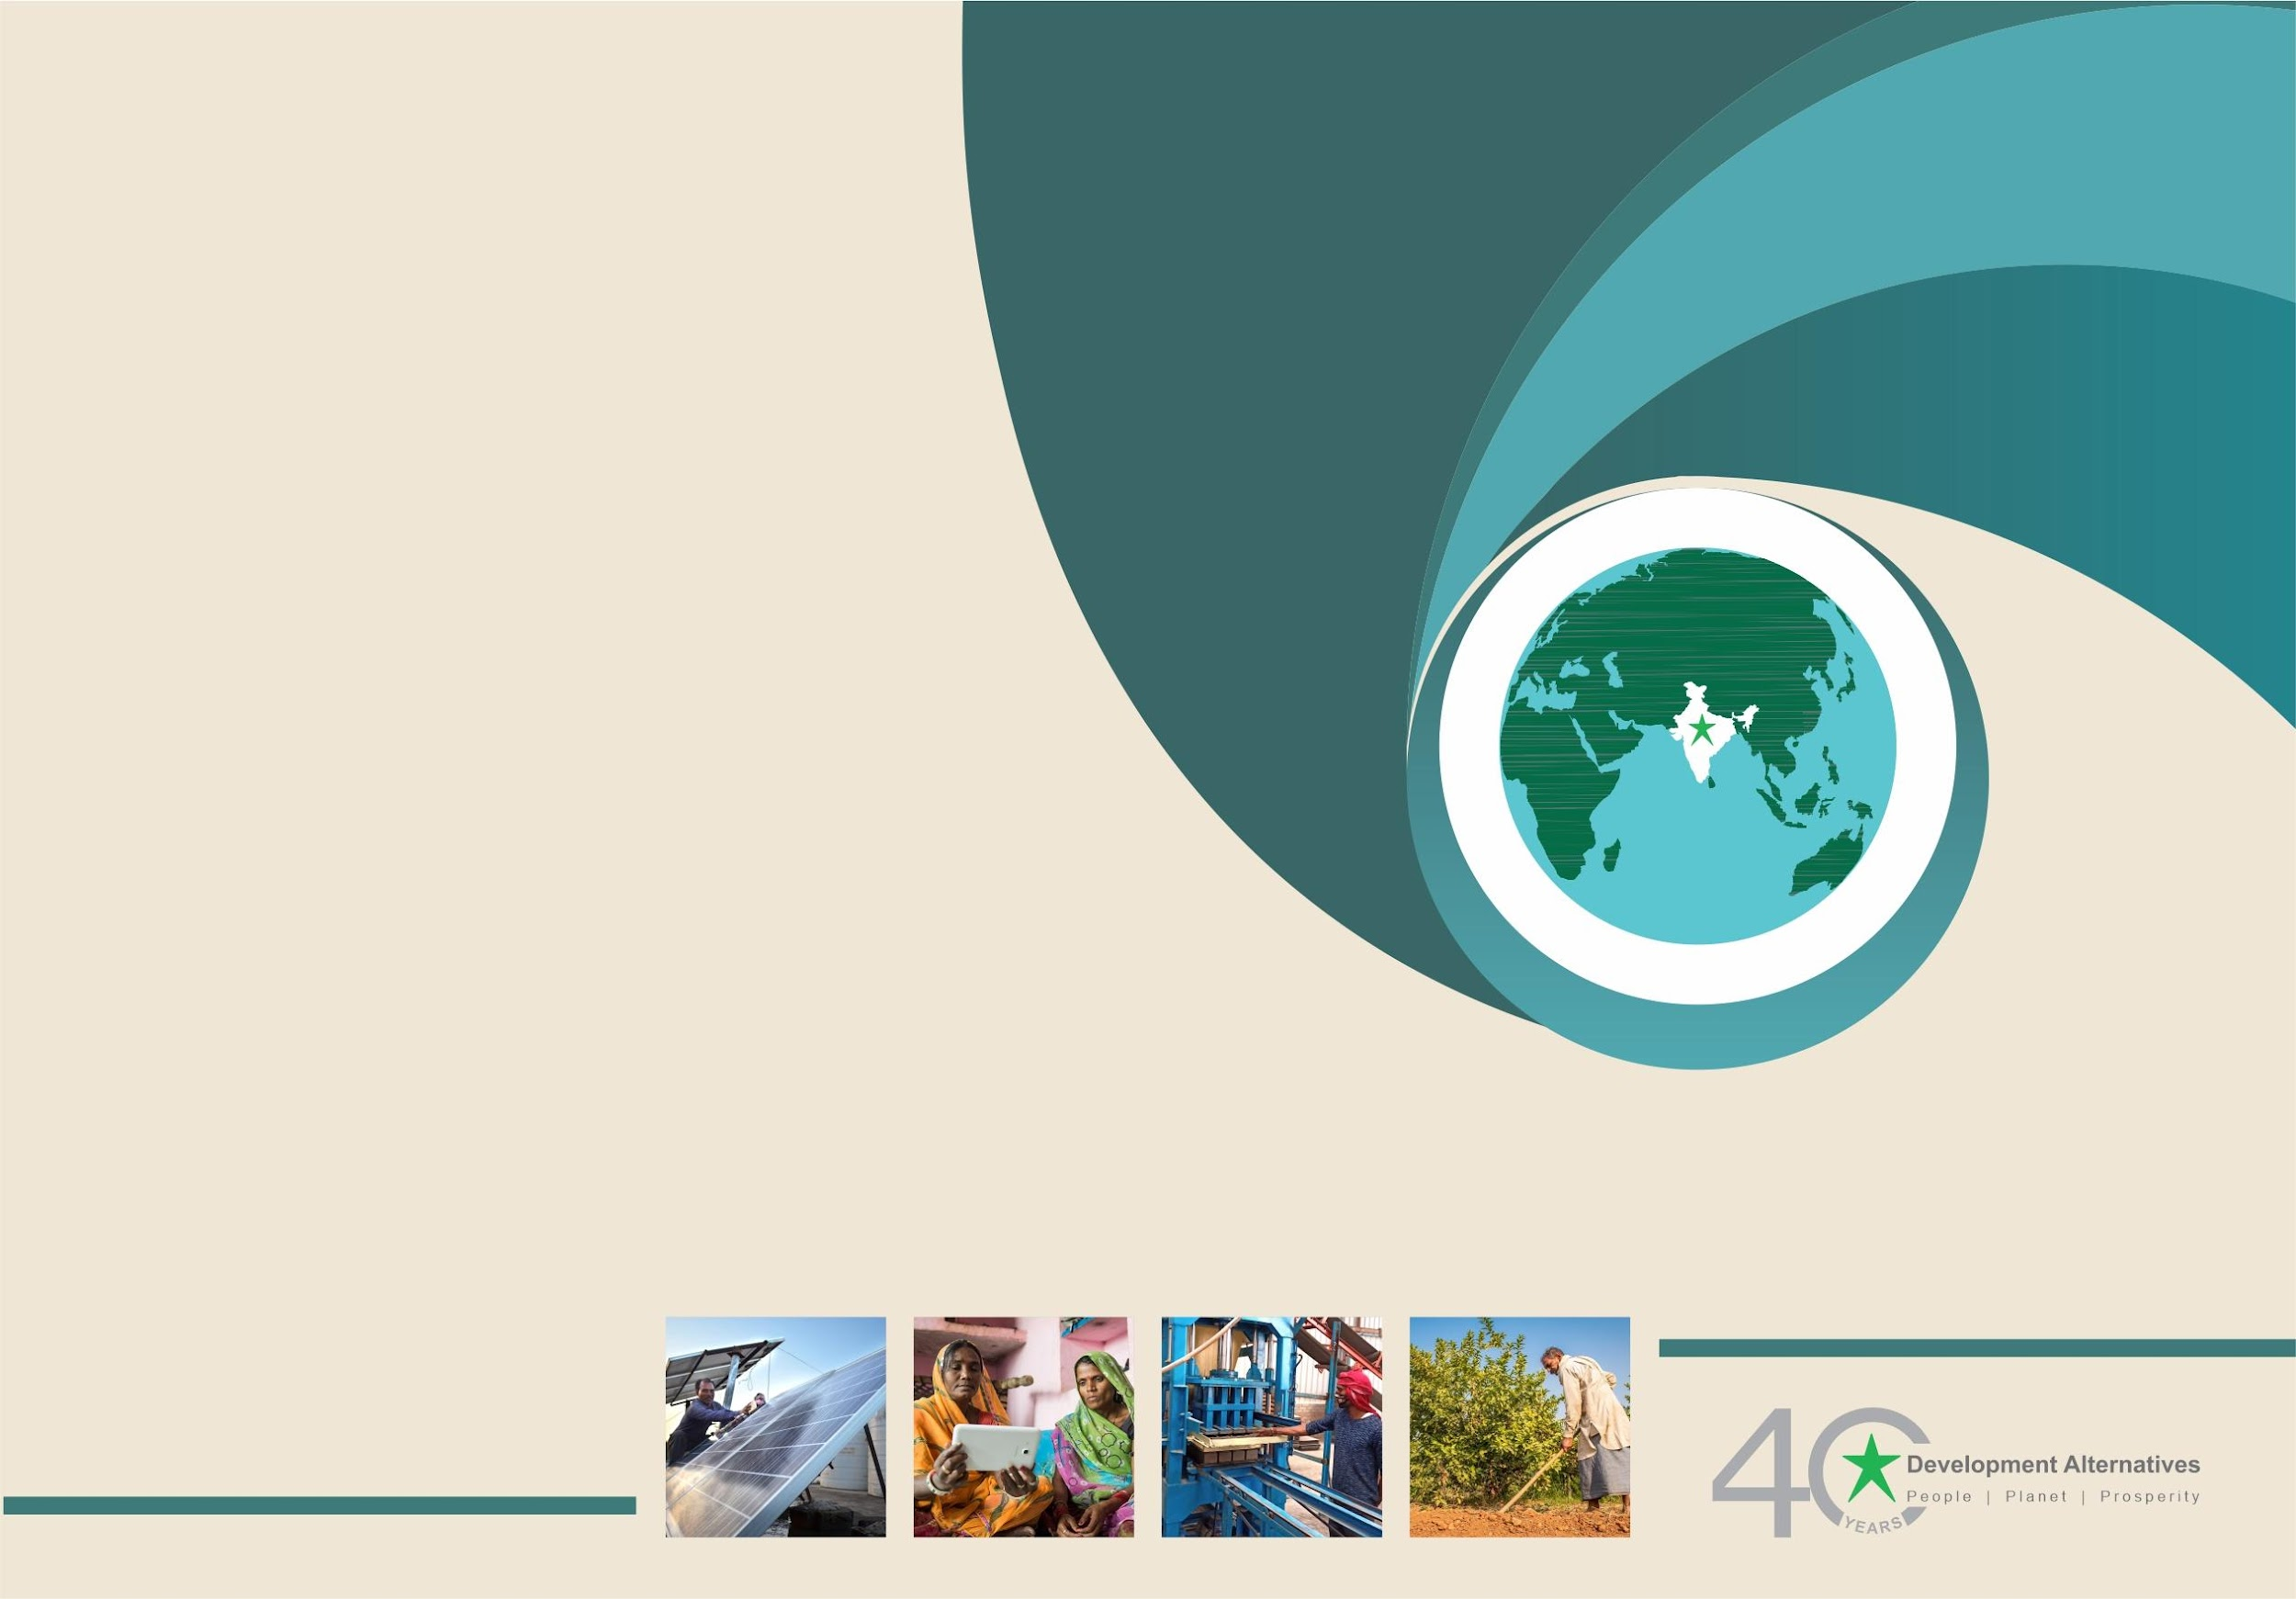 40
Development Alternatives
People | Planet | Prosperity
YEARS